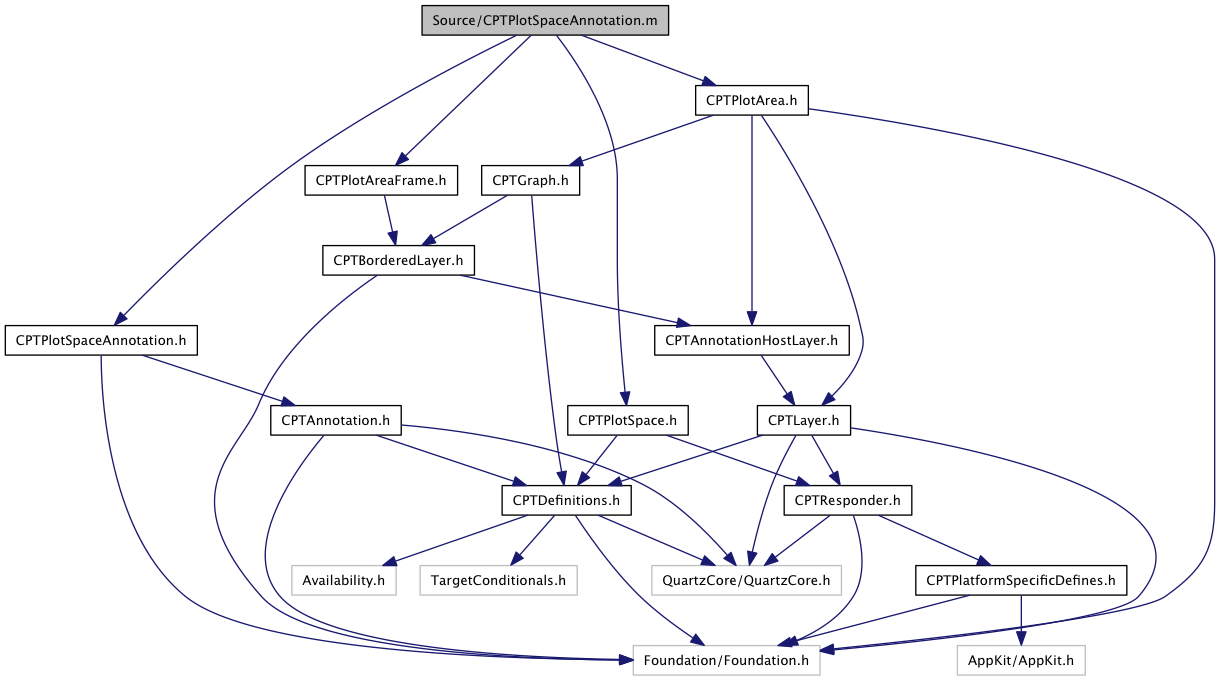 Source/CPTPlotSpaceAnnotation.m
CPTPlotArea.h
CPTPlotAreaFrame.h
CPTGraph.h
CPTBorderedLayer.h
CPTPlotSpaceAnnotation.h
CPTAnnotationHostLayer.h
CPTAnnotation.h
CPTPlotSpace.h
CPTLayer.h
CPTDefinitions.h
CPTResponder.h
Availability.h
TargetConditionals.h
QuartzCore/QuartzCore.h
CPTPlatformSpecificDefines.h
Foundation/Foundation.h
AppKit/AppKit.h